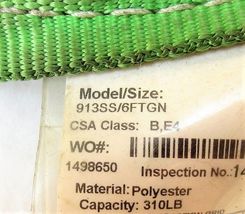 Model/Size:
913SS/6FTGN
CSA Class: B,E4
WO#:
1498650 Inspection No.:14
Material: Polyester
Capacity: 310LB